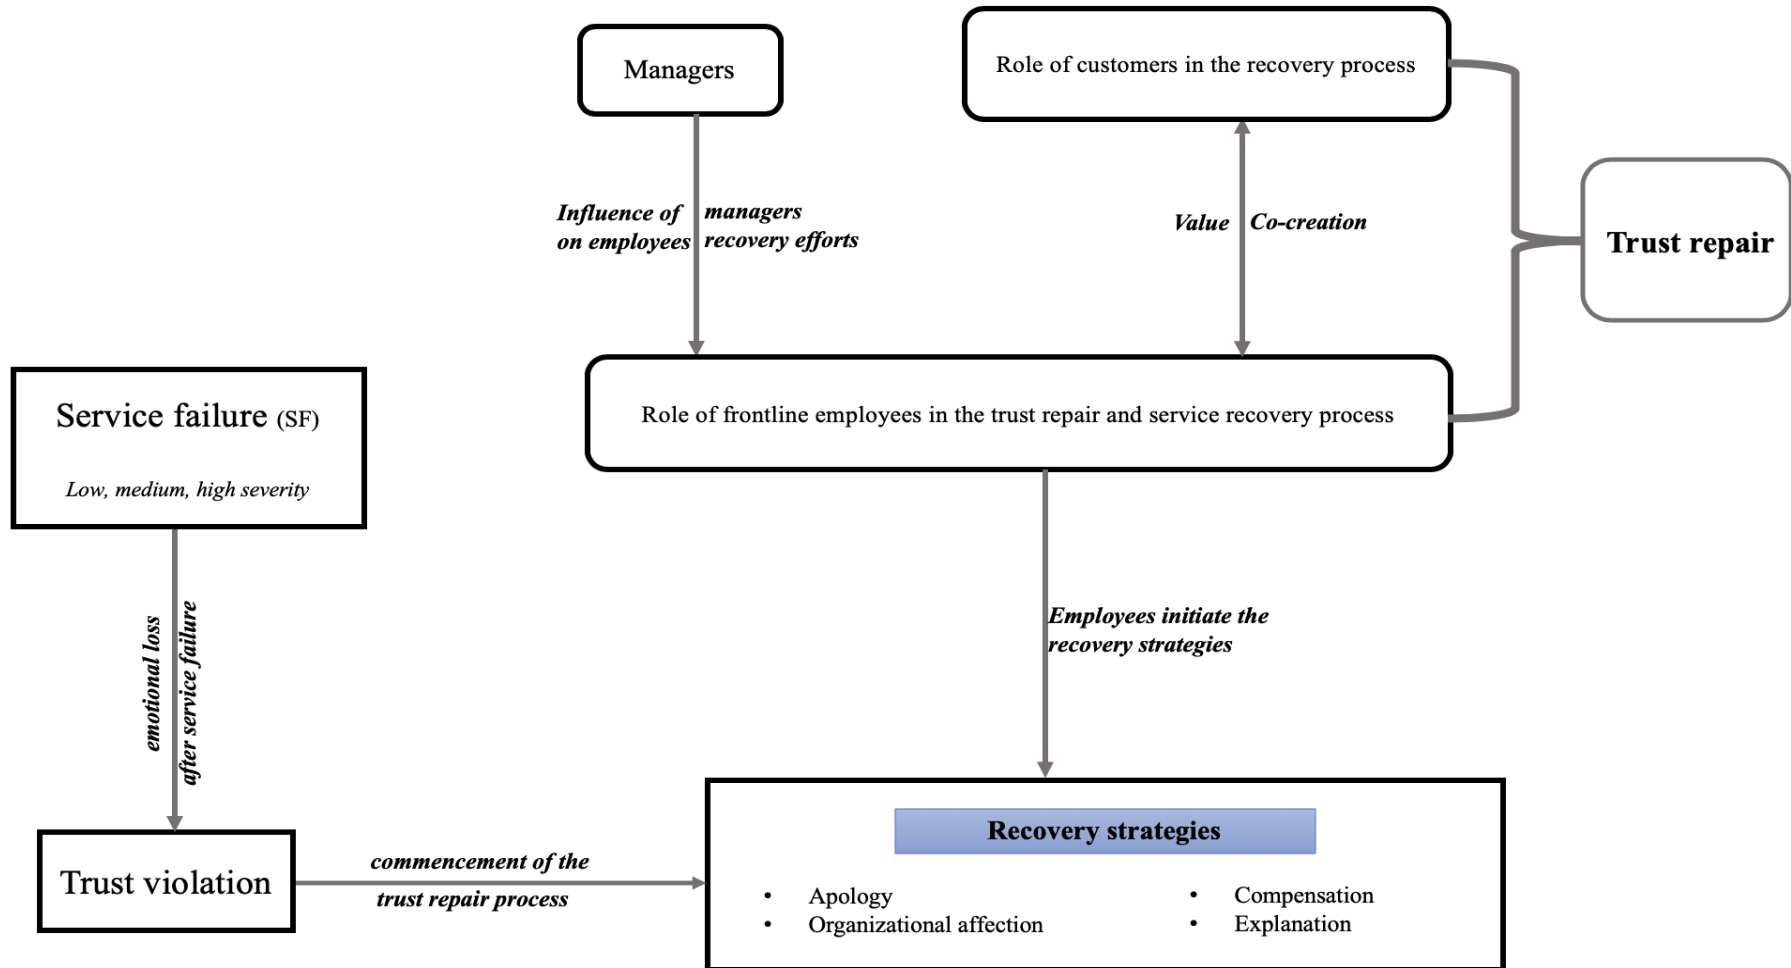 Managers
Role of customers in the recovery process
Influence of managers
on employees recovery efforts
Value Co-creation
Trust repair
Role of frontline employees in the trust repair and service recovery process
Service failure (SF)
Low, medium, high severity
emotional loss
after service failure
Employees initiate the
recovery strategies
Trust violation
commencement of the
trust repair process
Recovery strategies
• Apology
• Organizational affection
• Compensation
• Explanation